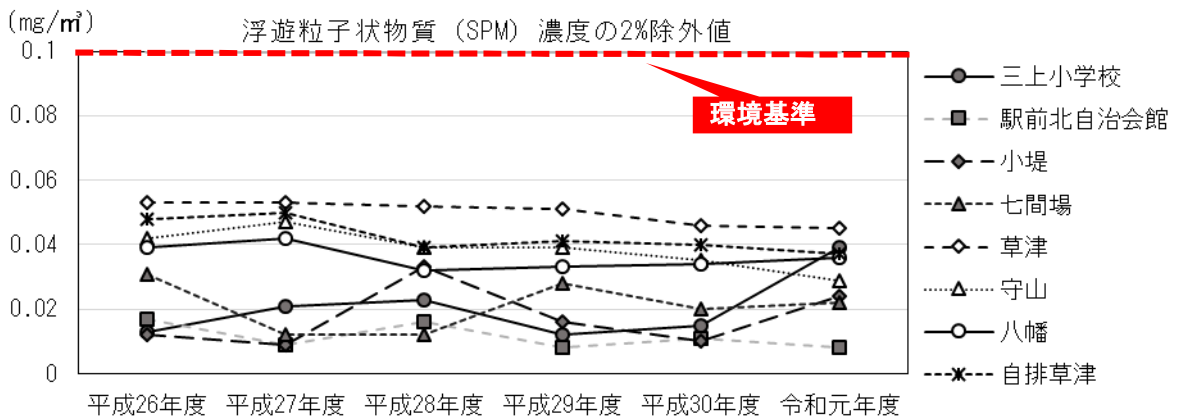 (mg/㎥)
浮遊粒子状物質 (SPM) 濃度の2%除外値
0.1
0.08
0.06
0.04
0.02
0
環境基準
平成26年度 平成27年度 平成28年度 平成29年度 平成30年度 令和元年度
三上小学校
駅前北自治会館
小堤
七間場
草津
守山
八幡
自排草津